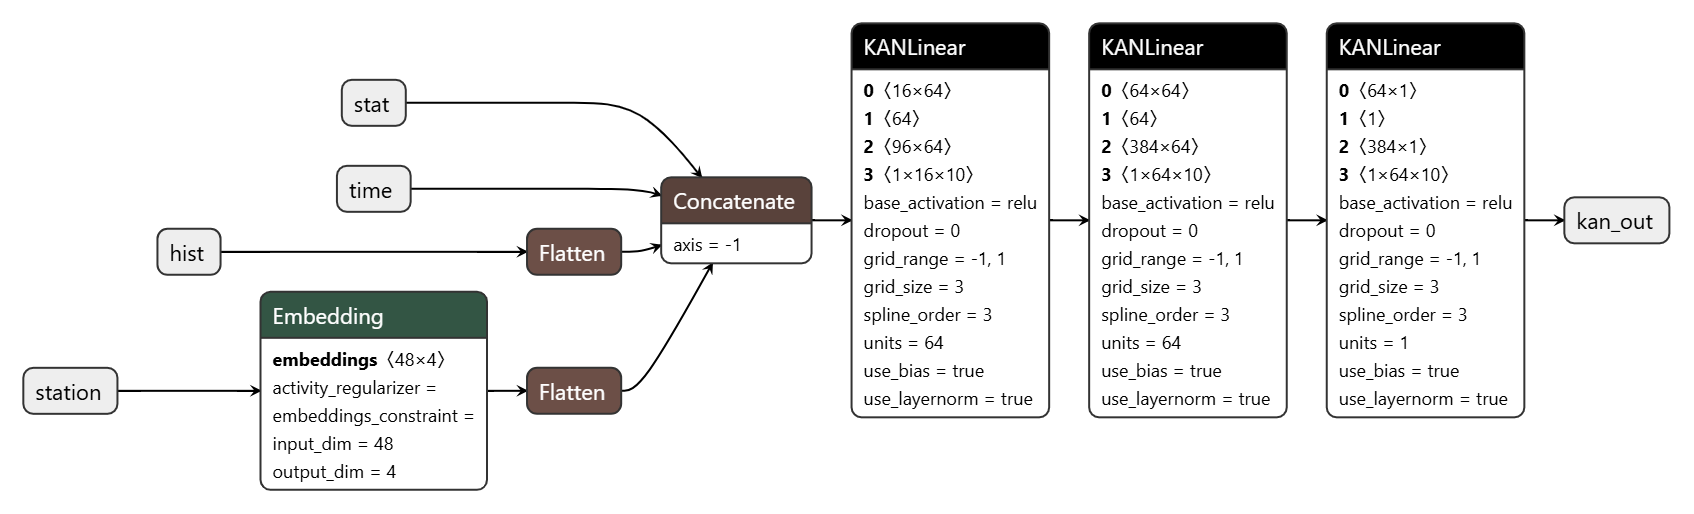 stat
time
hist
station
Embedding
embeddings 〈48×4〉
activity_regularizer =
embeddings_constraint =
input_dim = 48
output_dim = 4
Flatten
Flatten
Concatenate
axis = -1
KANLinear
0 〈16×64〉
1 〈64〉
2 〈96×64〉
3 〈1×16×10〉
base_activation = relu
dropout = 0
grid_range = -1, 1
grid_size = 3
spline_order = 3
units = 64
use_bias = true
use_layernorm = true
KANLinear
0 〈64×64〉
1 〈64〉
2 〈384×64〉
3 〈1×64×10〉
base_activation = relu
dropout = 0
grid_range = -1, 1
grid_size = 3
spline_order = 3
units = 64
use_bias = true
use_layernorm = true
KANLinear
0 〈64×1〉
1 〈1〉
2 〈384×1〉
3 〈1×64×10〉
base_activation = relu
dropout = 0
grid_range = -1, 1
grid_size = 3
spline_order = 3
units = 1
use_bias = true
use_layernorm = true
kan_out